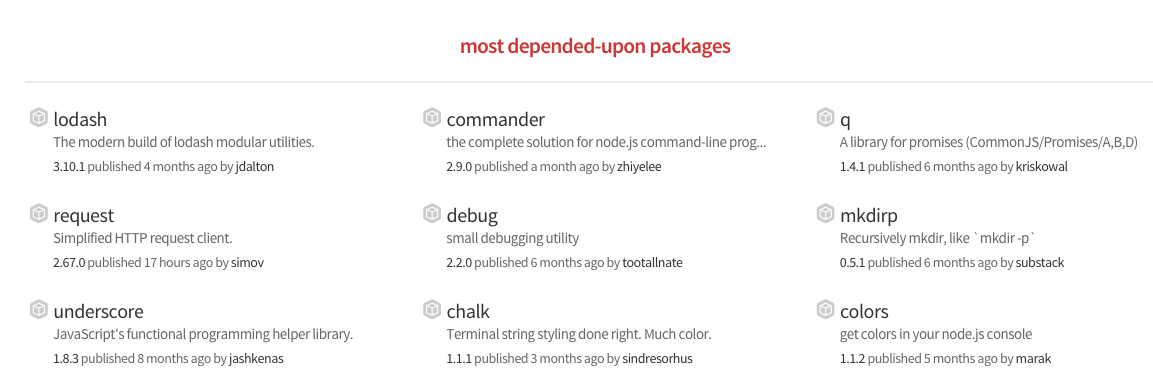 most depended-upon packages
lodash
The modern build of lodash modular utilities.
3.10.1 published 4 months ago by jdalton
commander
the complete solution for node.js command-line prog...
2.9.0 published a month ago by zhiyelee
q
A library for promises (CommonJS/Promises/A,B,D)
1.4.1 published 6 months ago by kriskowal
request
Simplified HTTP request client.
2.67.0 published 17 hours ago by simov
debug
small debugging utility
2.2.0 published 6 months ago by tootallnate
mkdirp
Recursively mkdir, like `mkdir -p`
0.5.1 published 6 months ago by substack
underscore
JavaScript's functional programming helper library.
1.8.3 published 8 months ago by jashkenas
chalk
Terminal string styling done right. Much color.
1.1.1 published 3 months ago by sindresorhus
colors
get colors in your node.js console
1.1.2 published 5 months ago by marak